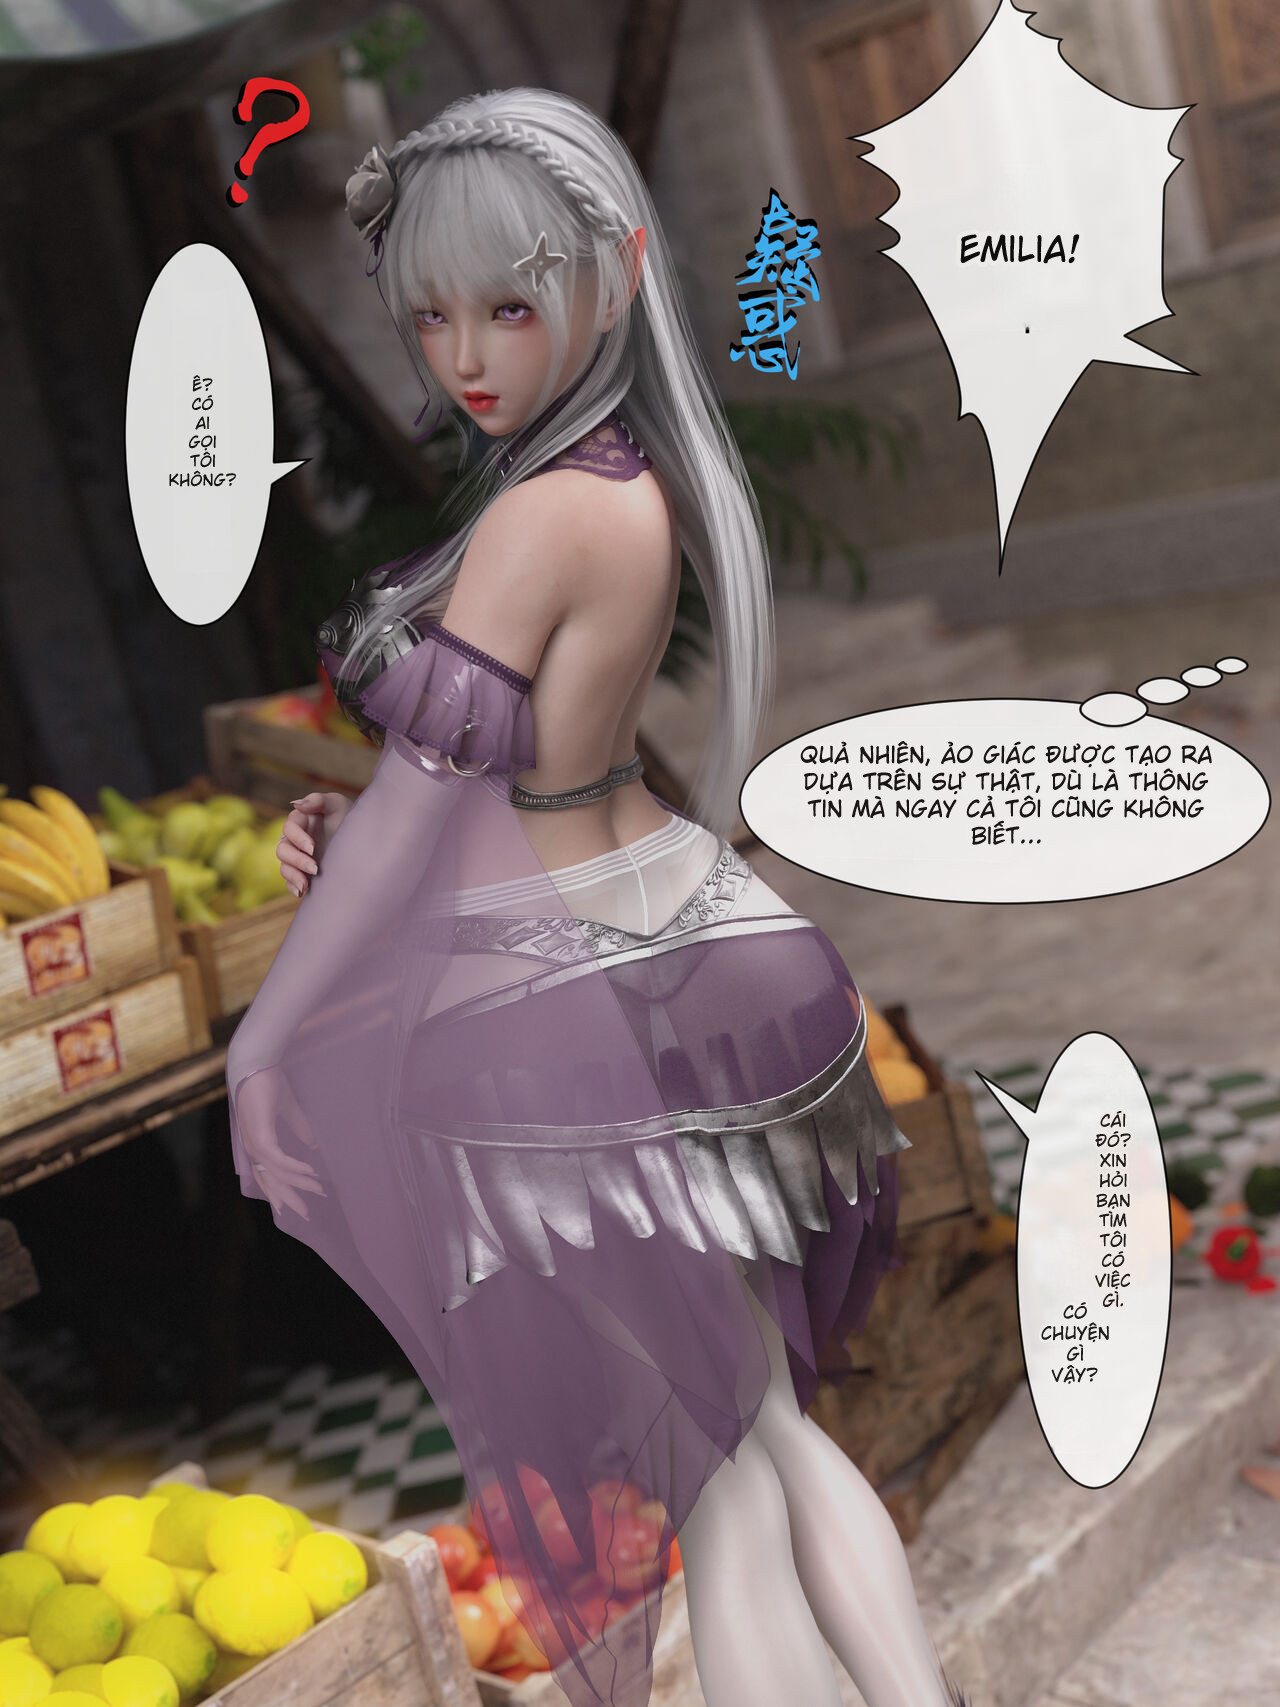 EMILIA!
?
疑惑
Ê?
CÓ
AI
GỌI
TÔI
KHÔNG?
QUẢ NHIÊN, ẢO GIÁC ĐƯỢC TẠO RA
DỰA TRÊN SỰ THẬT, DÙ LÀ THÔNG
TIN MÀ NGAY CẢ TÔI CŨNG KHÔNG
BIẾT...
CÁI
ĐÓ?
XIN
HỎI
BẠN
TÌM
TÔI
CÓ
VIỆC
GÌ.
CÓ
CHUYỆN
GÌ
VẬY?